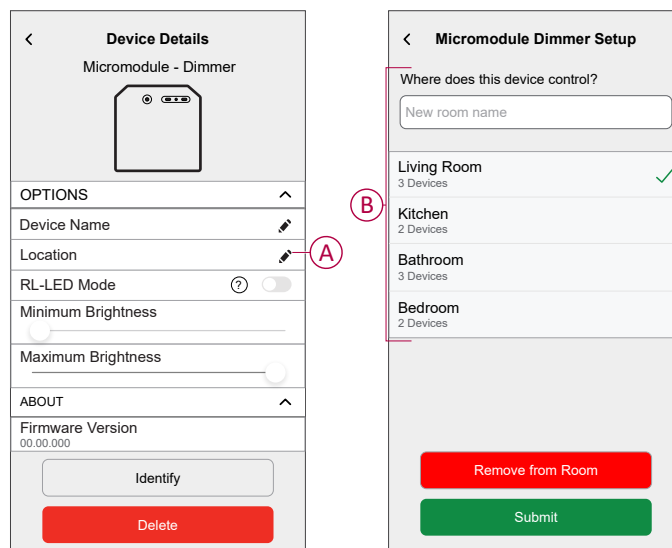 Device Details
Micromodule - Dimmer
OPTIONS
Device Name
Location
A
RL-LED Mode
?
Minimum Brightness
Maximum Brightness
ABOUT
Firmware Version
00.00.000
Identify
Delete
Micromodule Dimmer Setup
Where does this device control?
New room name
B
Living Room
3 Devices
Kitchen
2 Devices
Bathroom
3 Devices
Bedroom
2 Devices
Remove from Room
Submit